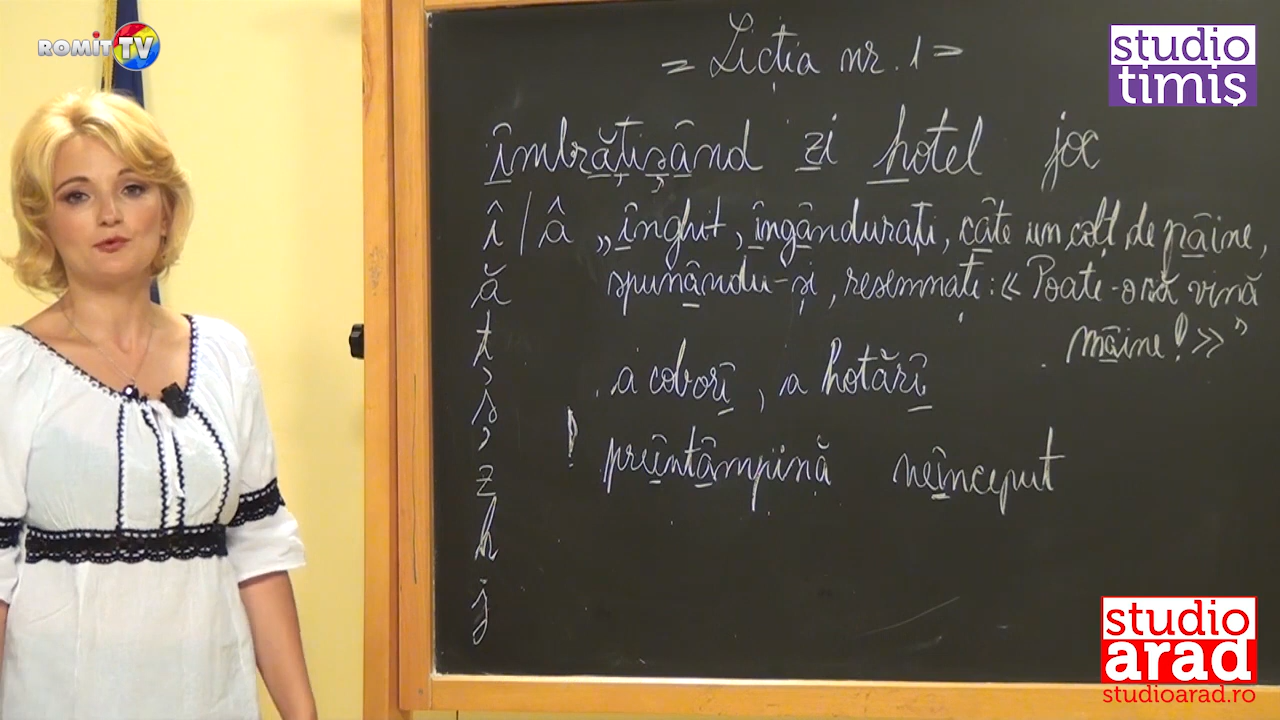 ROMIT TV
studio
timiș
= Licția nr. 1 =
îmbrățișând zi hotel joc
î / â „înghit, îngândurați, câte un colț de pâine,
ă spunându-și, resemnați: « Poate-o să vină
mâine! »”
ț
a coborî, a hotărî
ș
! preîntâmpină neînceput
z
h
j
studio
arad
studioarad.ro